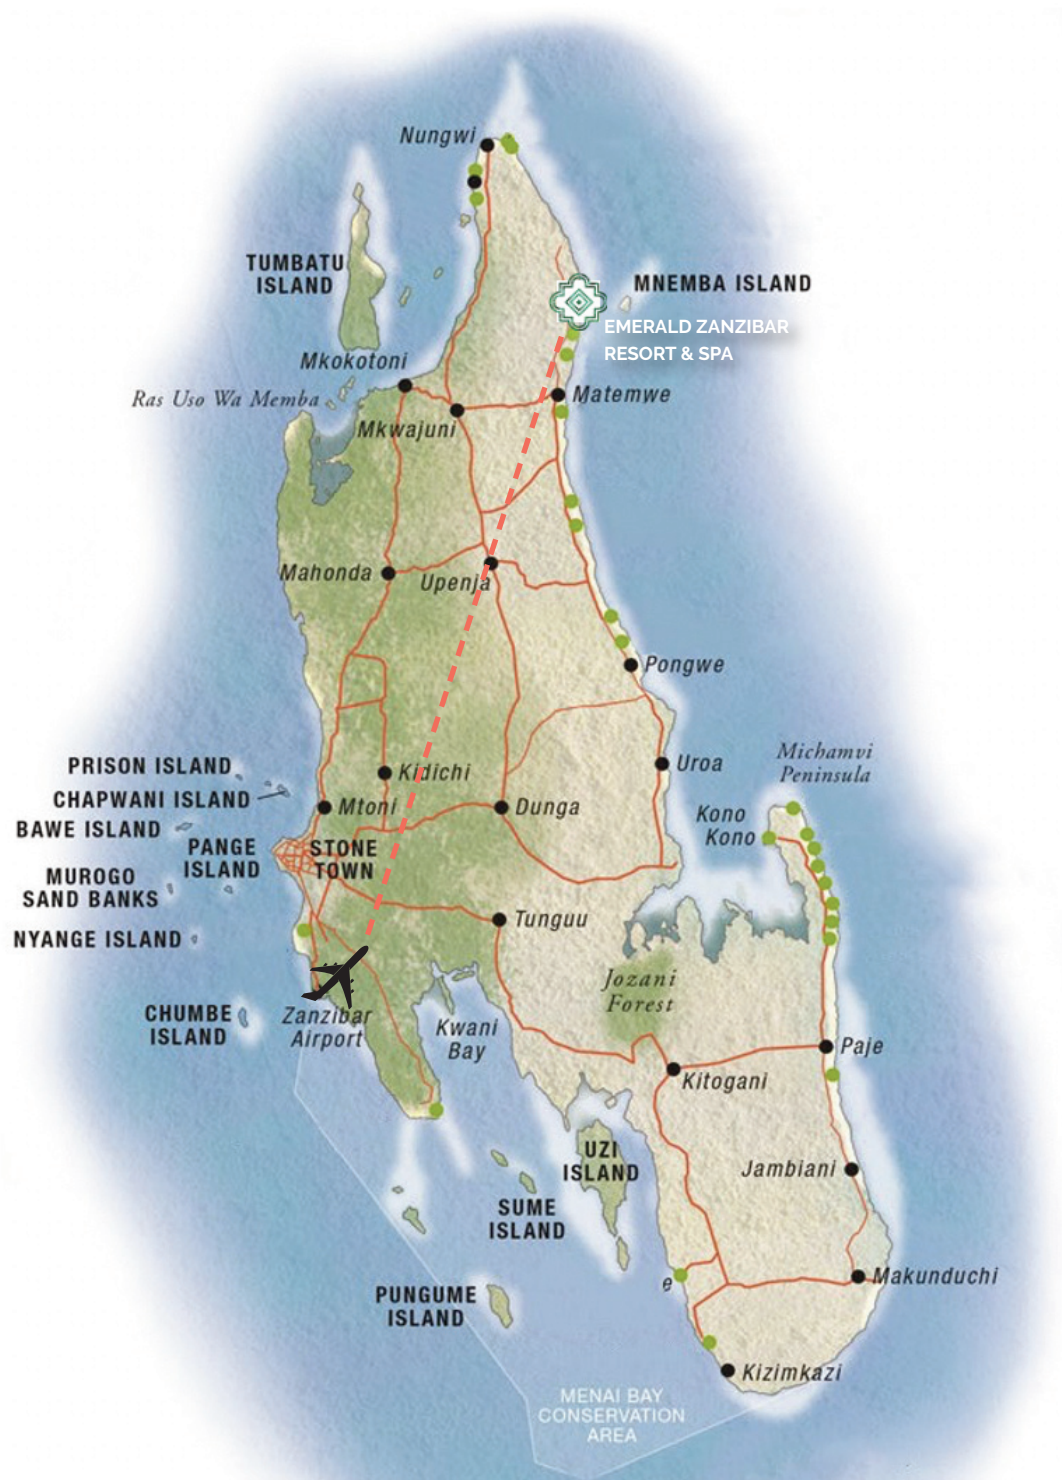 Nungwi
TUMBATU
ISLAND
MNEMBA ISLAND
EMERALD ZANZIBAR
RESORT & SPA
Mkokotoni
Ras Uso Wa Memba
Matemwe
Mkwajuni
Mahonda
Upenja
Pongwe
PRISON ISLAND
Kidichi
Uroa
Michamvi
Peninsula
CHAPWANI ISLAND
Mtoni
Dunga
Kono
Kono
BAWE ISLAND
PANGE
ISLAND
STONE
TOWN
MUROGO
SAND BANKS
Tunguu
NYANGE ISLAND
Jozani
Forest
CHUMBE
ISLAND
Zanzibar
Airport
Kwani
Bay
Paje
Kitogani
UZI
ISLAND
Jambiani
SUME
ISLAND
e
Makunduchi
PUNGUME
ISLAND
Kizimkazi
MENAI BAY
CONSERVATION
AREA